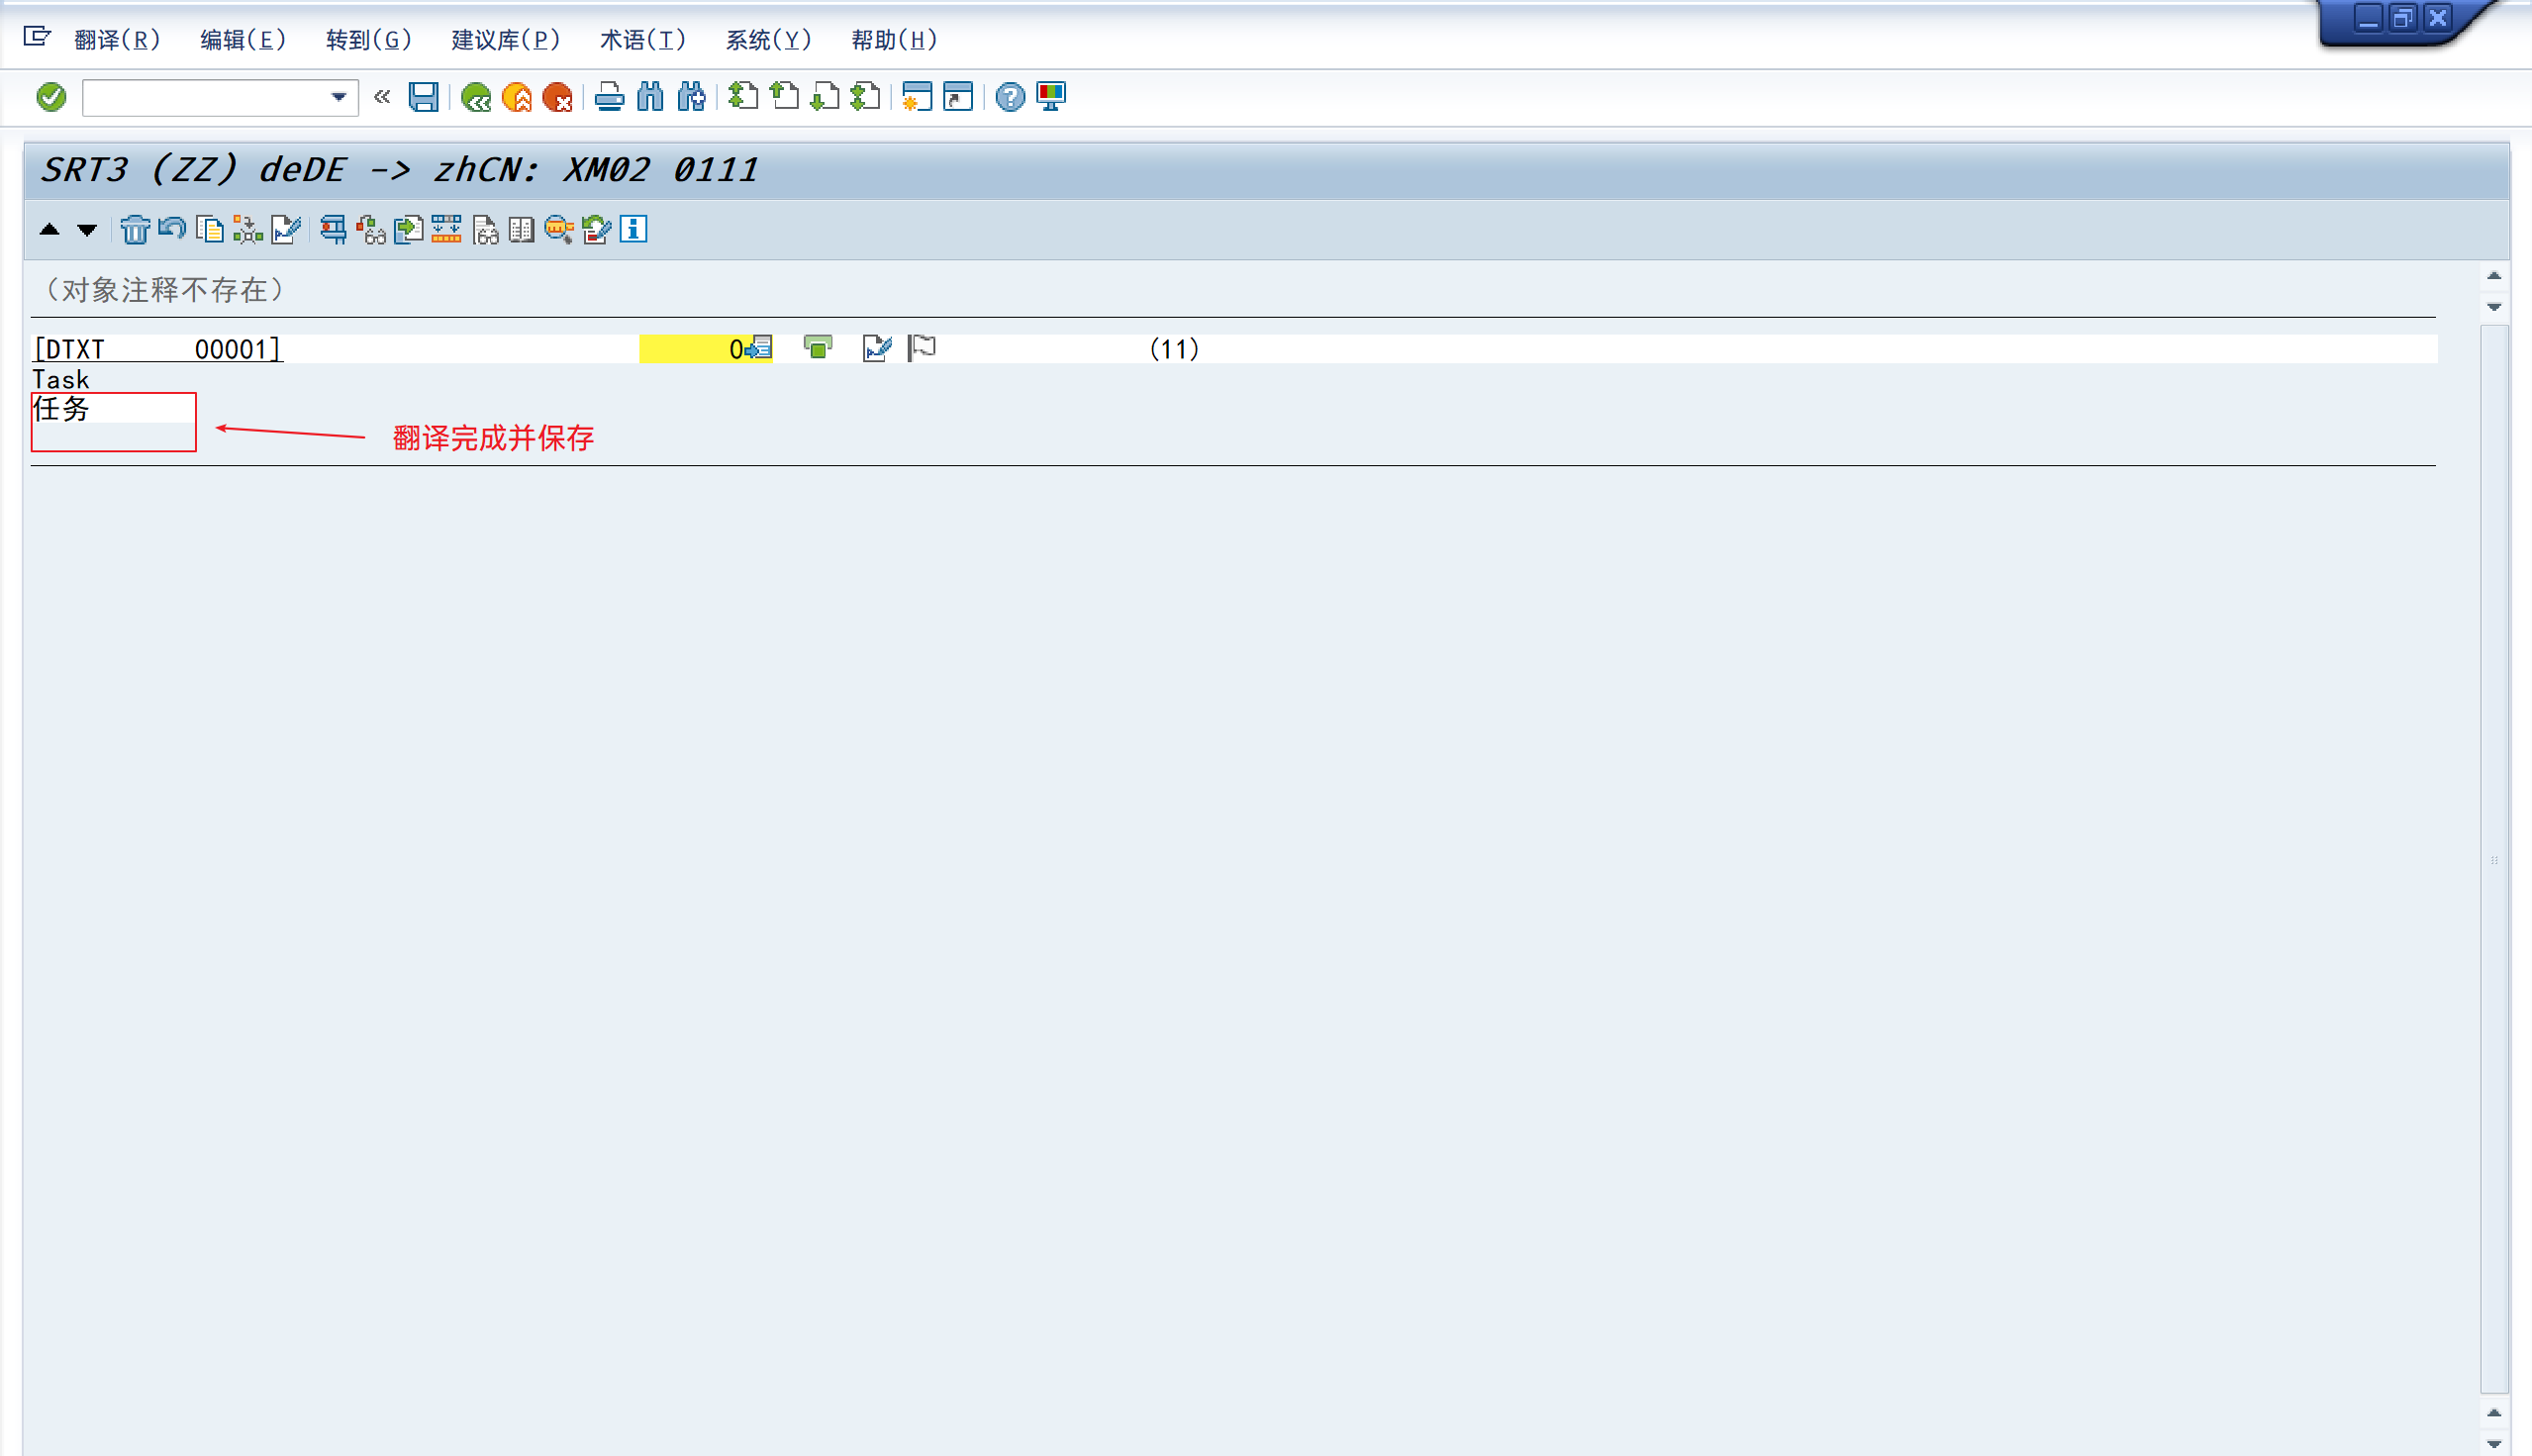 翻译(R) 编辑(E) 转到(G) 建议库(P) 术语(T) 系统(Y) 帮助(H)
SRT3 (ZZ) deDE -> zhCN: XM02 0111
(对象注释不存在)
[DTXT 00001] 0 (11)
Task
任务
翻译完成并保存